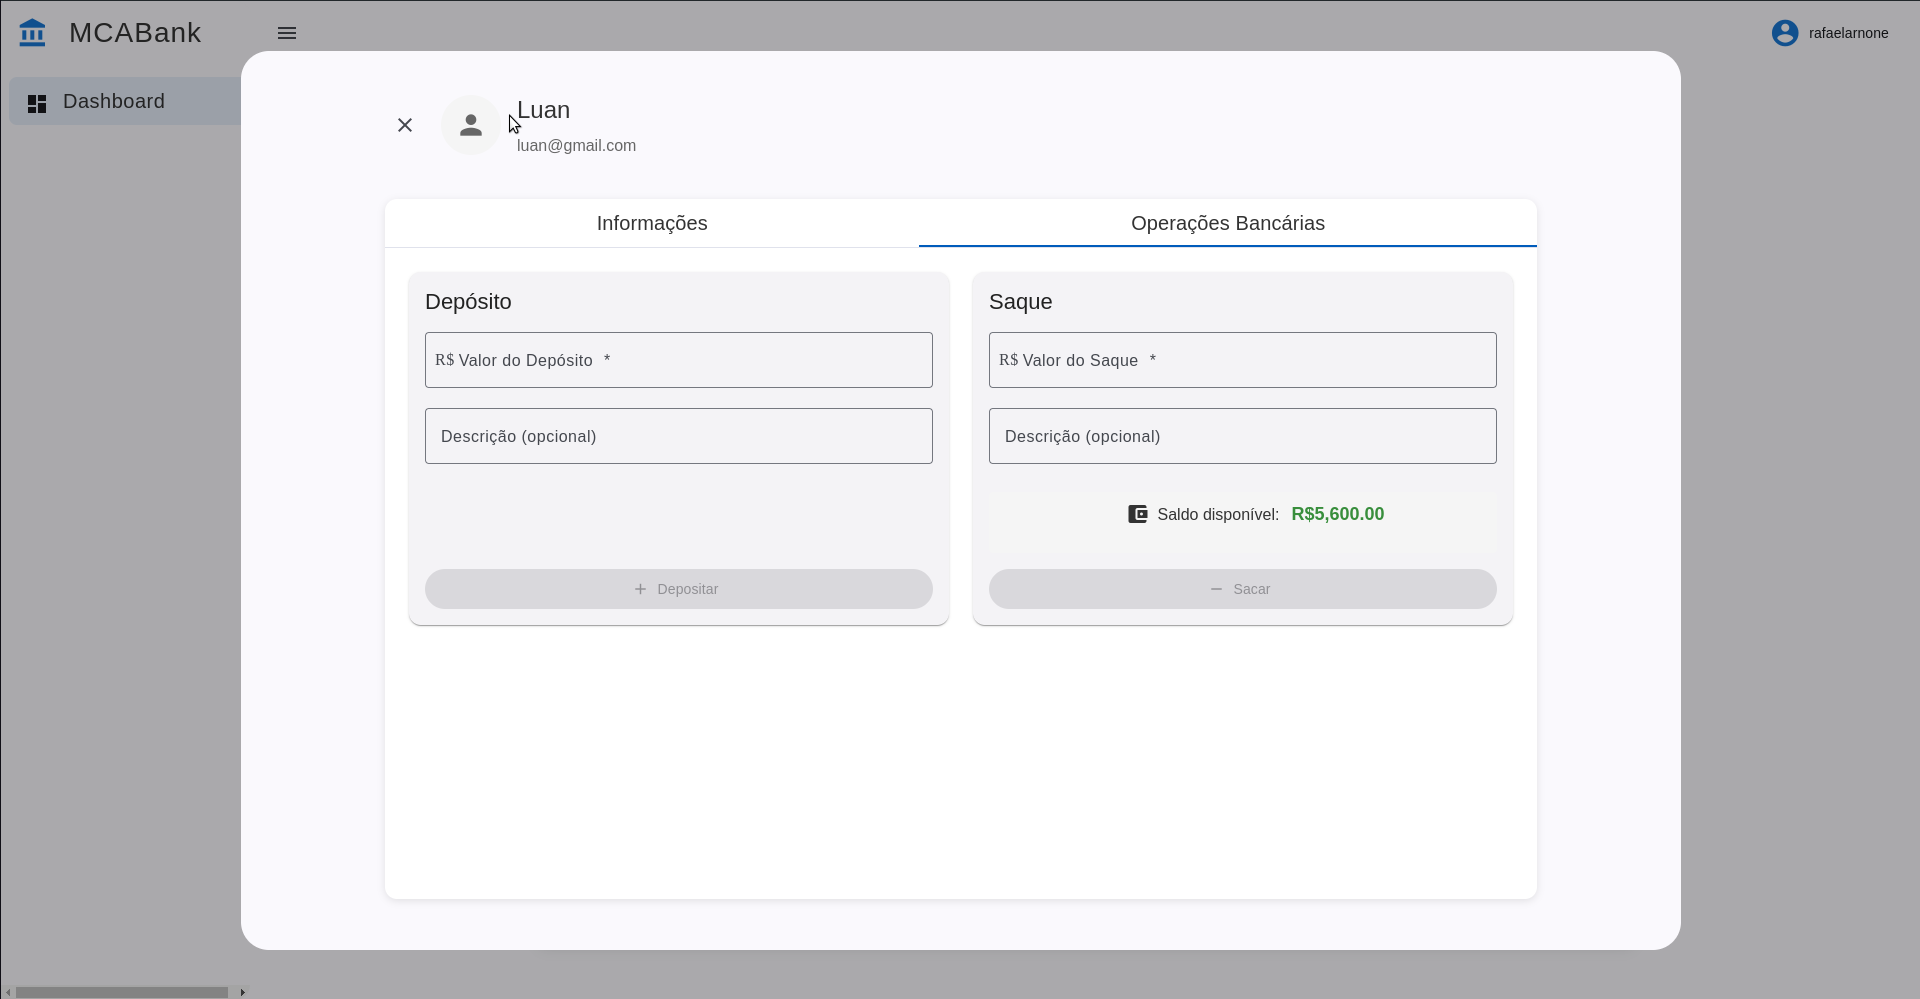 MCABank
rafaelarnone
Dashboard
Luan
luan@gmail.com
Informações
Operações Bancárias
Depósito
R$ Valor do Depósito *
Descrição (opcional)
+ Depositar
Saque
R$ Valor do Saque *
Descrição (opcional)
Saldo disponível: R$5,600.00
− Sacar